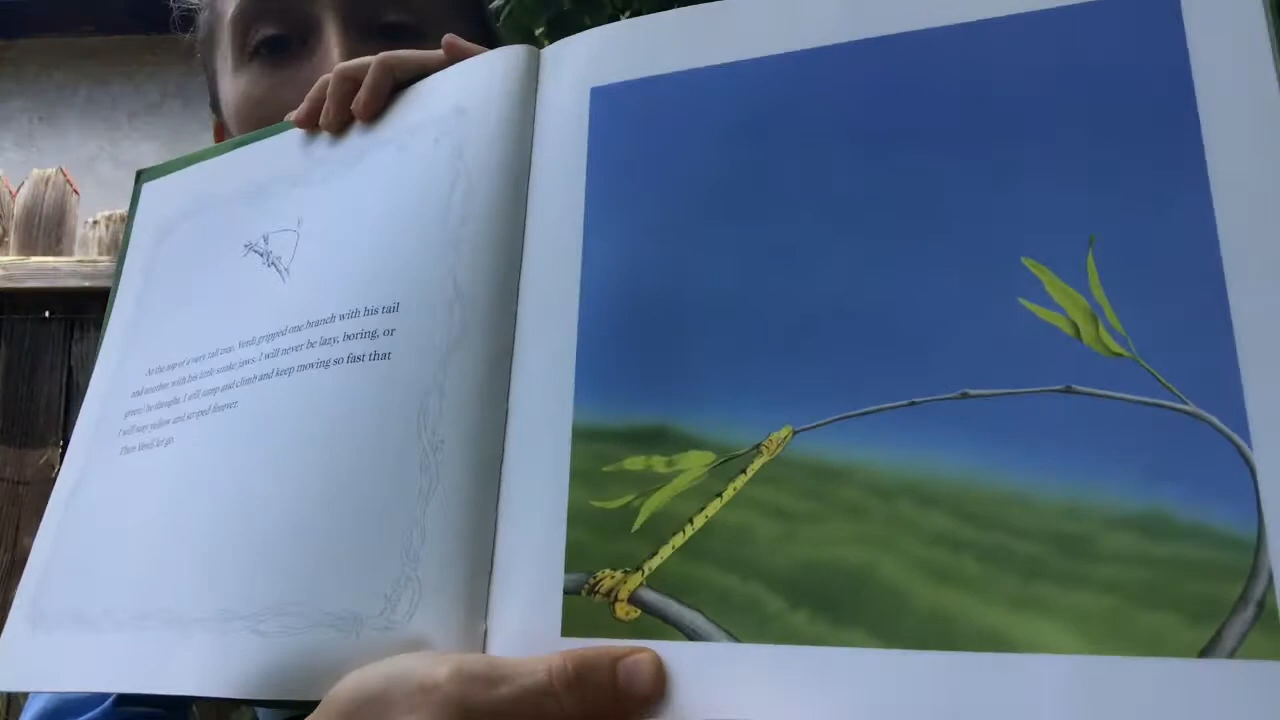 At the top of a very tall tree, Verdi gripped one branch with his tail
and another with his little snake jaws. I will never be lazy, boring, or
green! he thought. I will jump and climb and keep moving so fast that
I will stay yellow and striped forever.
Then Verdi let go.